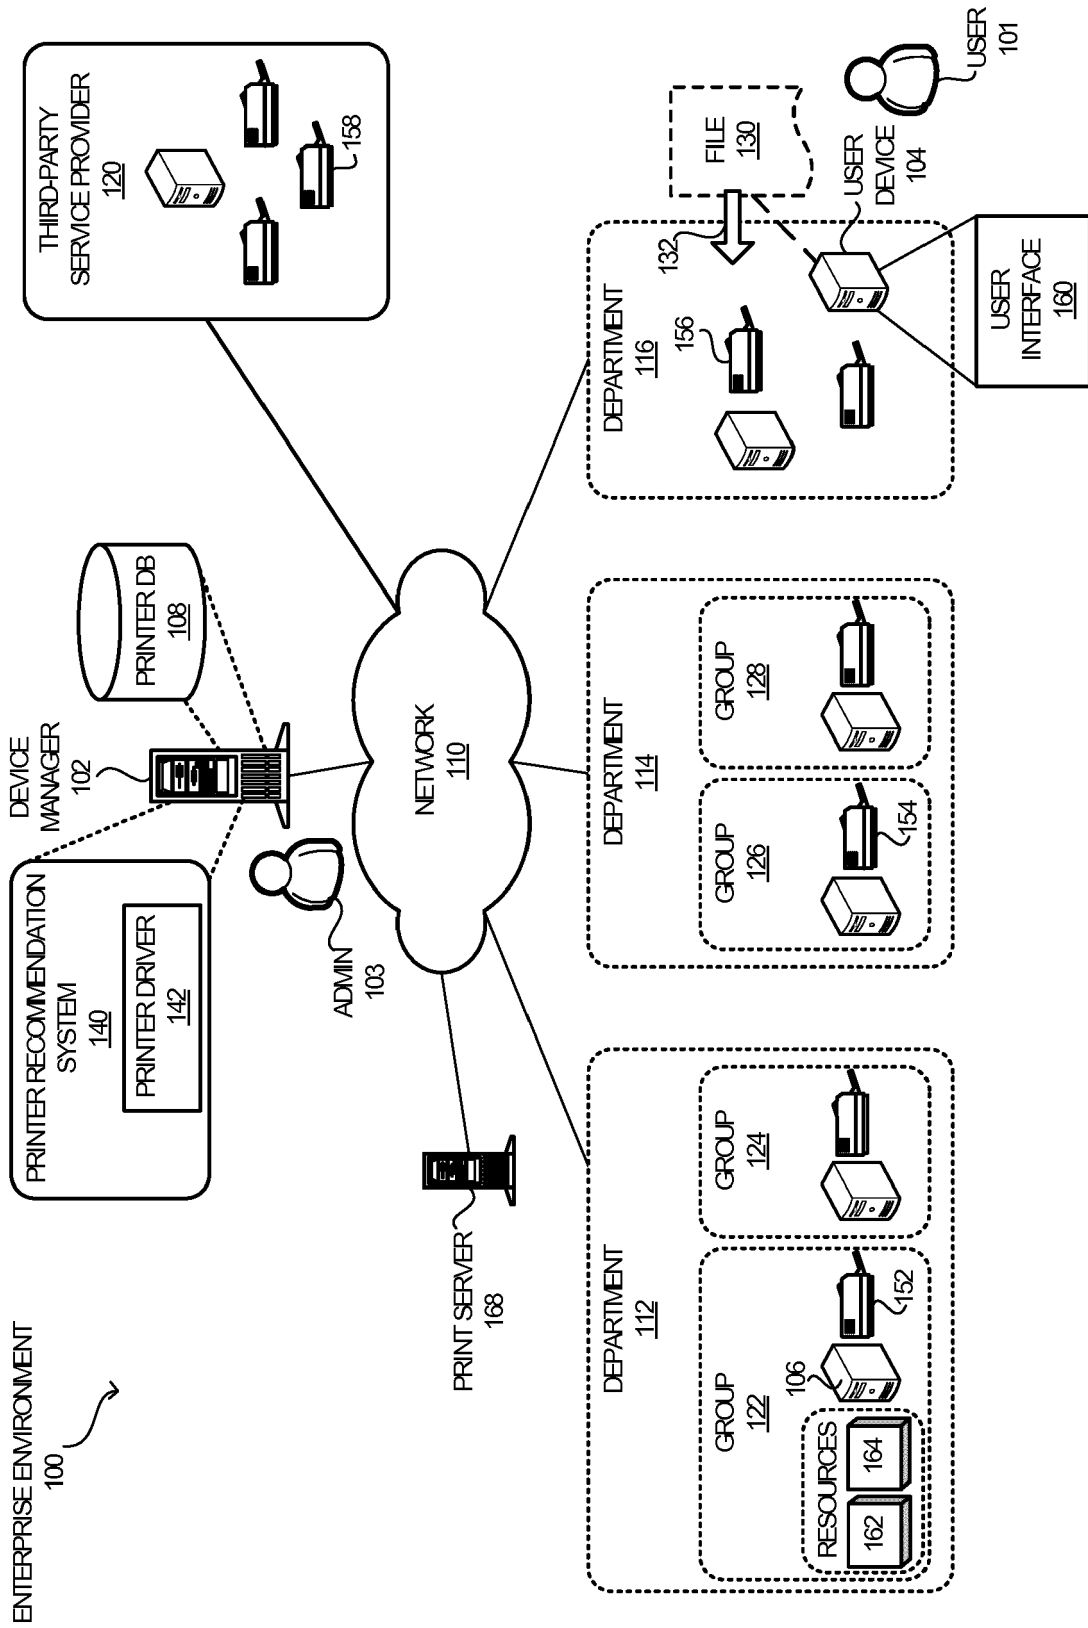 ENTERPRISE ENVIRONMENT
100
PRINTER RECOMMENDATION
SYSTEM
140
PRINTER DRIVER
142
DEVICE
MANAGER
102
PRINTER DB
108
THIRD-PARTY
SERVICE PROVIDER
120
158
ADMIN
103
PRINT SERVER
168
NETWORK
110
DEPARTMENT
112
GROUP
122
RESOURCES
162
164
106
152
GROUP
124
DEPARTMENT
114
GROUP
126
154
GROUP
128
DEPARTMENT
116
156
132
FILE
130
USER
DEVICE
104
USER
101
USER
INTERFACE
160